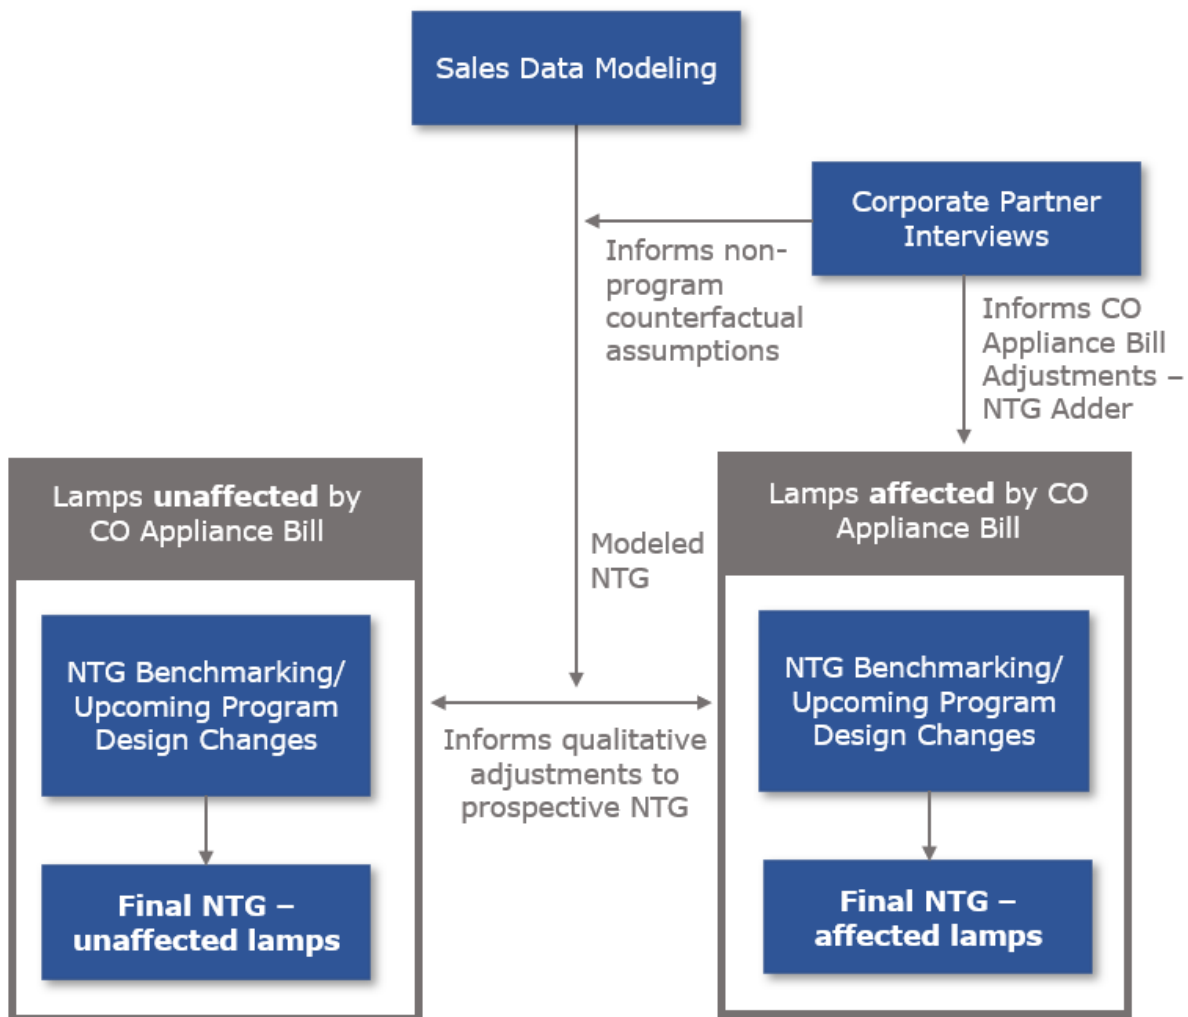 Sales Data Modeling
Corporate Partner
Interviews
Informs non-
program
counterfactual
assumptions
Informs CO
Appliance Bill
Adjustments –
NTG Adder
Lamps unaffected by
CO Appliance Bill
Modeled
NTG
Lamps affected by CO
Appliance Bill
NTG Benchmarking/
Upcoming Program
Design Changes
Informs qualitative
adjustments to
prospective NTG
NTG Benchmarking/
Upcoming Program
Design Changes
Final NTG –
unaffected lamps
Final NTG –
affected lamps